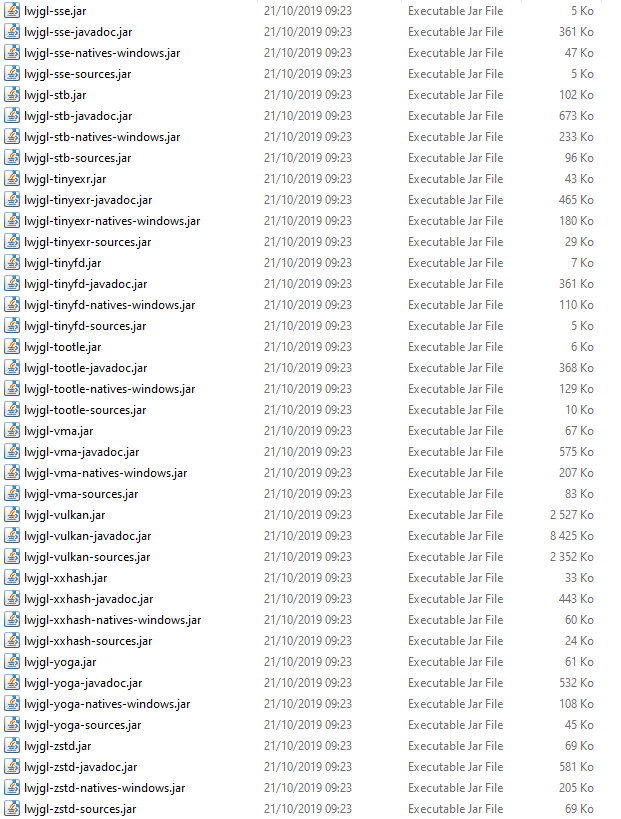 lwjgl-sse.jar 21/10/2019 09:23 Executable Jar File 5 Ko
lwjgl-sse-javadoc.jar 21/10/2019 09:23 Executable Jar File 361 Ko
lwjgl-sse-natives-windows.jar 21/10/2019 09:23 Executable Jar File 47 Ko
lwjgl-sse-sources.jar 21/10/2019 09:23 Executable Jar File 5 Ko
lwjgl-stb.jar 21/10/2019 09:23 Executable Jar File 102 Ko
lwjgl-stb-javadoc.jar 21/10/2019 09:23 Executable Jar File 673 Ko
lwjgl-stb-natives-windows.jar 21/10/2019 09:23 Executable Jar File 233 Ko
lwjgl-stb-sources.jar 21/10/2019 09:23 Executable Jar File 96 Ko
lwjgl-tinyexr.jar 21/10/2019 09:23 Executable Jar File 43 Ko
lwjgl-tinyexr-javadoc.jar 21/10/2019 09:23 Executable Jar File 465 Ko
lwjgl-tinyexr-natives-windows.jar 21/10/2019 09:23 Executable Jar File 180 Ko
lwjgl-tinyexr-sources.jar 21/10/2019 09:23 Executable Jar File 29 Ko
lwjgl-tinyfd.jar 21/10/2019 09:23 Executable Jar File 7 Ko
lwjgl-tinyfd-javadoc.jar 21/10/2019 09:23 Executable Jar File 361 Ko
lwjgl-tinyfd-natives-windows.jar 21/10/2019 09:23 Executable Jar File 110 Ko
lwjgl-tinyfd-sources.jar 21/10/2019 09:23 Executable Jar File 5 Ko
lwjgl-tootle.jar 21/10/2019 09:23 Executable Jar File 6 Ko
lwjgl-tootle-javadoc.jar 21/10/2019 09:23 Executable Jar File 368 Ko
lwjgl-tootle-natives-windows.jar 21/10/2019 09:23 Executable Jar File 129 Ko
lwjgl-tootle-sources.jar 21/10/2019 09:23 Executable Jar File 10 Ko
lwjgl-vma.jar 21/10/2019 09:23 Executable Jar File 67 Ko
lwjgl-vma-javadoc.jar 21/10/2019 09:23 Executable Jar File 575 Ko
lwjgl-vma-natives-windows.jar 21/10/2019 09:23 Executable Jar File 207 Ko
lwjgl-vma-sources.jar 21/10/2019 09:23 Executable Jar File 83 Ko
lwjgl-vulkan.jar 21/10/2019 09:23 Executable Jar File 2 527 Ko
lwjgl-vulkan-javadoc.jar 21/10/2019 09:23 Executable Jar File 8 425 Ko
lwjgl-vulkan-sources.jar 21/10/2019 09:23 Executable Jar File 2 352 Ko
lwjgl-xxhash.jar 21/10/2019 09:23 Executable Jar File 33 Ko
lwjgl-xxhash-javadoc.jar 21/10/2019 09:23 Executable Jar File 443 Ko
lwjgl-xxhash-natives-windows.jar 21/10/2019 09:23 Executable Jar File 60 Ko
lwjgl-xxhash-sources.jar 21/10/2019 09:23 Executable Jar File 24 Ko
lwjgl-yoga.jar 21/10/2019 09:23 Executable Jar File 61 Ko
lwjgl-yoga-javadoc.jar 21/10/2019 09:23 Executable Jar File 532 Ko
lwjgl-yoga-natives-windows.jar 21/10/2019 09:23 Executable Jar File 108 Ko
lwjgl-yoga-sources.jar 21/10/2019 09:23 Executable Jar File 45 Ko
lwjgl-zstd.jar 21/10/2019 09:23 Executable Jar File 69 Ko
lwjgl-zstd-javadoc.jar 21/10/2019 09:23 Executable Jar File 581 Ko
lwjgl-zstd-natives-windows.jar 21/10/2019 09:23 Executable Jar File 205 Ko
lwjgl-zstd-sources.jar 21/10/2019 09:23 Executable Jar File 69 Ko